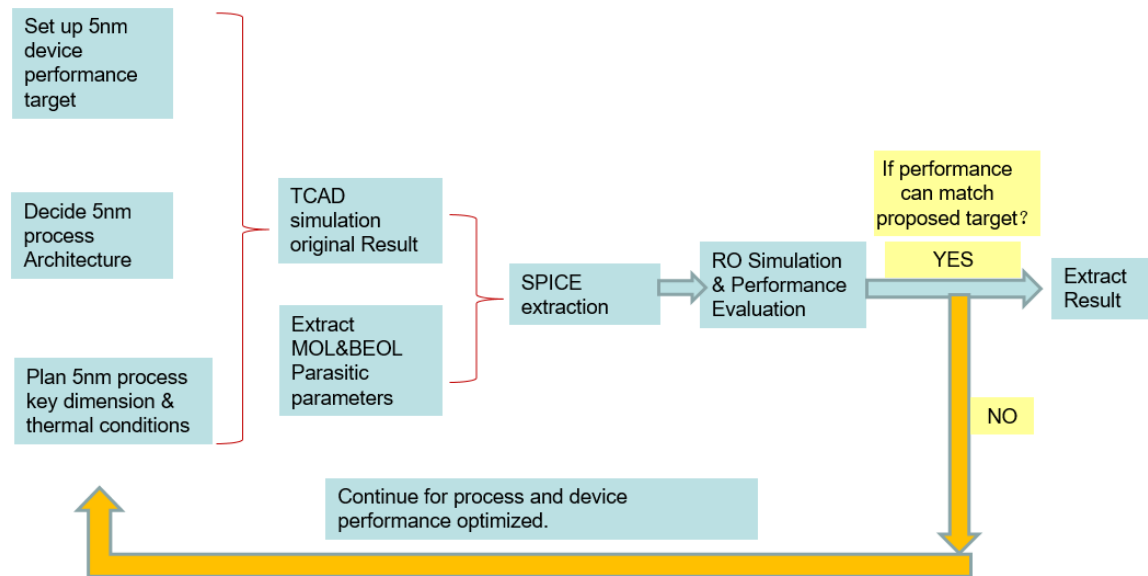 Set up 5nm
device
performance
target
Decide 5nm
process
Architecture
Plan 5nm process
key dimension &
thermal conditions
TCAD
simulation
original Result
Extract
MOL&BEOL
Parasitic
parameters
SPICE
extraction
RO Simulation
& Performance
Evaluation
If performance
can match
proposed target?
YES
Extract
Result
NO
Continue for process and device
performance optimized.